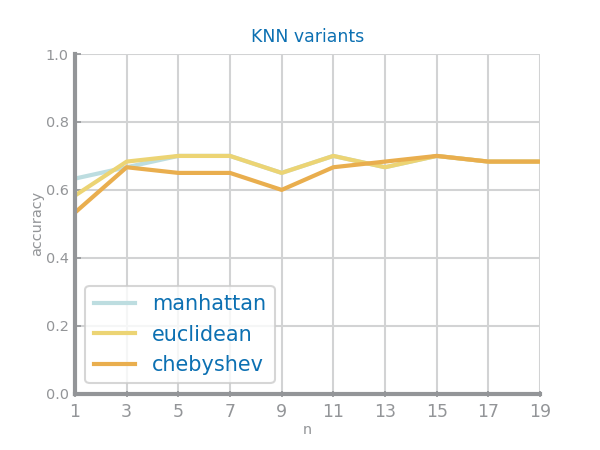 KNN variants
1.0
0.8
0.6
0.4
0.2
0.0
accuracy
manhattan
euclidean
chebyshev
1 3 5 7 9 11 13 15 17 19
n